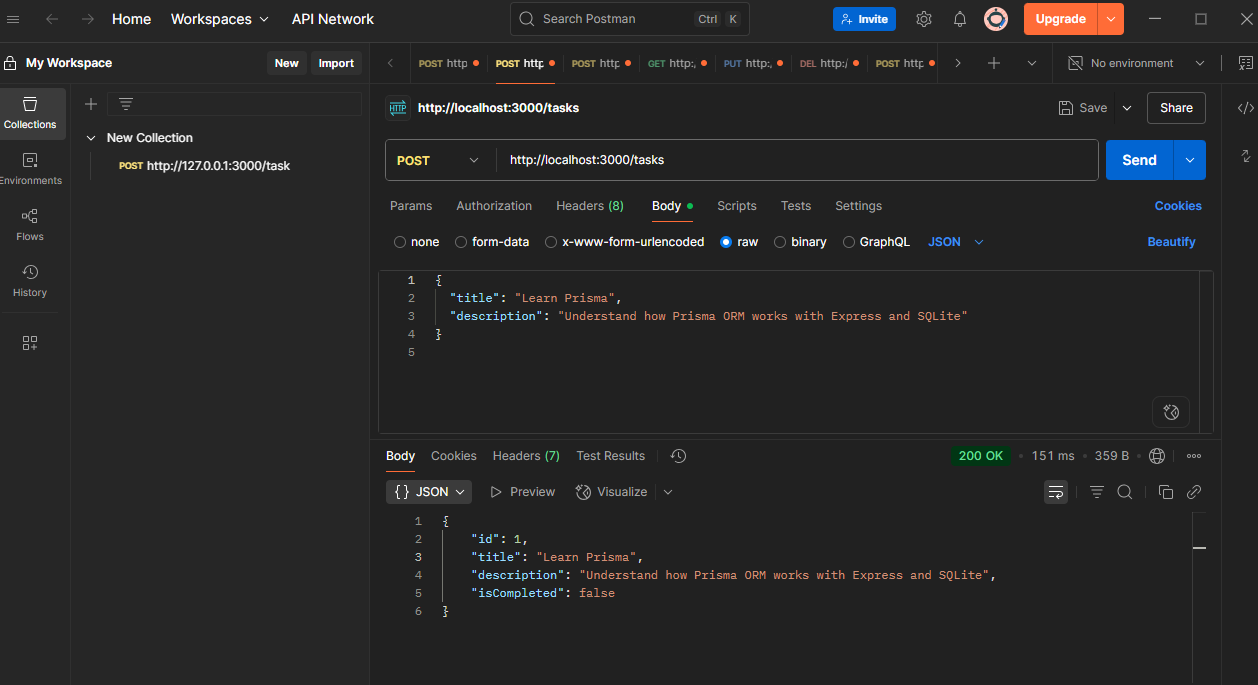 Home Workspaces API Network Search Postman Ctrl K Invite Upgrade
My Workspace New Import POST http POST http POST http GET http:, PUT http:, DEL http:/ POST http No environment
Collections
Environments
Flows
History
New Collection
POST http://127.0.0.1:3000/task
HTTP http://localhost:3000/tasks Save Share
POST http://localhost:3000/tasks Send
Params Authorization Headers (8) Body Scripts Tests Settings Cookies
none form-data x-www-form-urlencoded raw binary GraphQL JSON Beautify
1 {
2 "title": "Learn Prisma",
3 "description": "Understand how Prisma ORM works with Express and SQLite"
4 }
5
Body Cookies Headers (7) Test Results 200 OK • 151 ms • 359 B
{} JSON Preview Visualize
1 {
2 "id": 1,
3 "title": "Learn Prisma",
4 "description": "Understand how Prisma ORM works with Express and SQLite",
5 "isCompleted": false
6 }